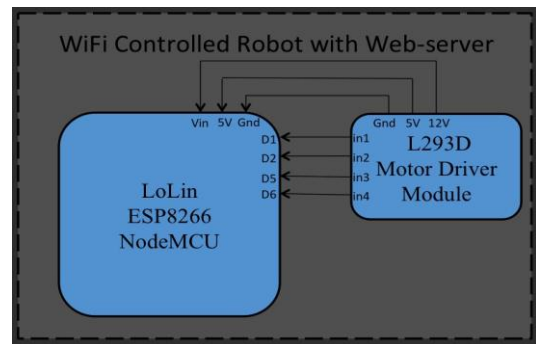 WiFi Controlled Robot with Web-server
Vin 5V Gnd
Gnd 5V 12V
D1
D2
D5
D6
in1
in2
in3
in4
LoLin
ESP8266
NodeMCU
L293D
Motor Driver
Module